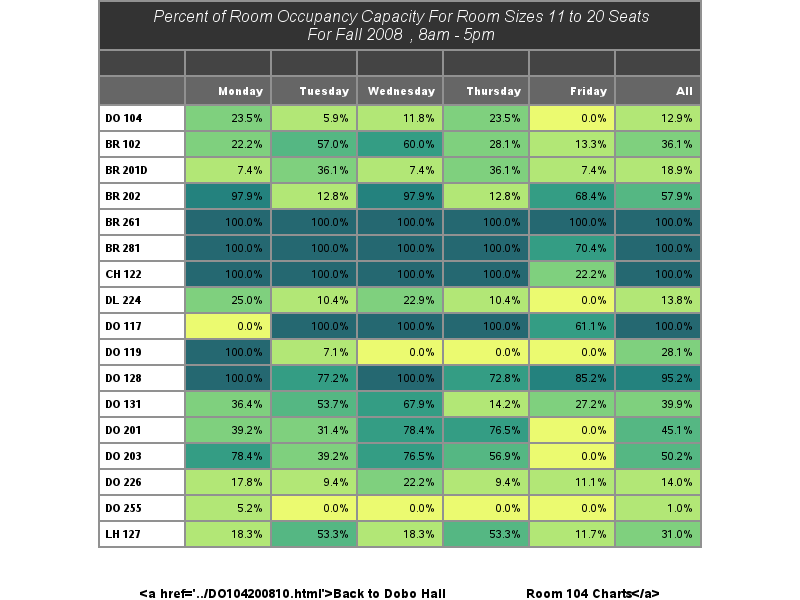 Percent of Room Occupancy Capacity For Room Sizes 11 to 20 Seats
For Fall 2008 , 8am - 5pm
Monday Tuesday Wednesday Thursday Friday All
DO 104 23.5% 5.9% 11.8% 23.5% 0.0% 12.9%
BR 102 22.2% 57.0% 60.0% 28.1% 13.3% 36.1%
BR 201D 7.4% 36.1% 7.4% 36.1% 7.4% 18.9%
BR 202 97.9% 12.8% 97.9% 12.8% 68.4% 57.9%
BR 261 100.0% 100.0% 100.0% 100.0% 100.0% 100.0%
BR 281 100.0% 100.0% 100.0% 100.0% 70.4% 100.0%
CH 122 100.0% 100.0% 100.0% 100.0% 22.2% 100.0%
DL 224 25.0% 10.4% 22.9% 10.4% 0.0% 13.8%
DO 117 0.0% 100.0% 100.0% 100.0% 61.1% 100.0%
DO 119 100.0% 7.1% 0.0% 0.0% 0.0% 28.1%
DO 128 100.0% 77.2% 100.0% 72.8% 85.2% 95.2%
DO 131 36.4% 53.7% 67.9% 14.2% 27.2% 39.9%
DO 201 39.2% 31.4% 78.4% 76.5% 0.0% 45.1%
DO 203 78.4% 39.2% 76.5% 56.9% 0.0% 50.2%
DO 226 17.8% 9.4% 22.2% 9.4% 11.1% 14.0%
DO 255 5.2% 0.0% 0.0% 0.0% 0.0% 1.0%
LH 127 18.3% 53.3% 18.3% 53.3% 11.7% 31.0%
<a href='../DO104200810.html'>Back to Dobo Hall Room 104 Charts</a>